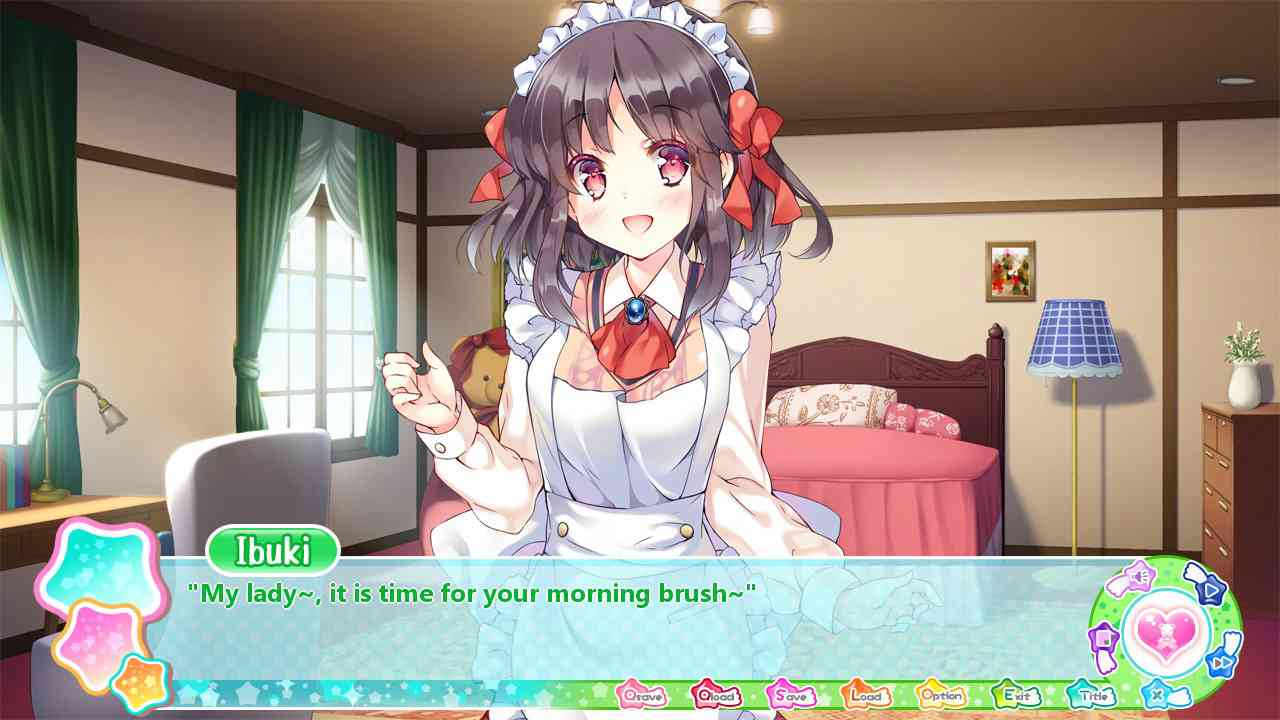 Ibuki
"My lady~, it is time for your morning brush~"
Qsave Qload Save Load Option Exit Title X